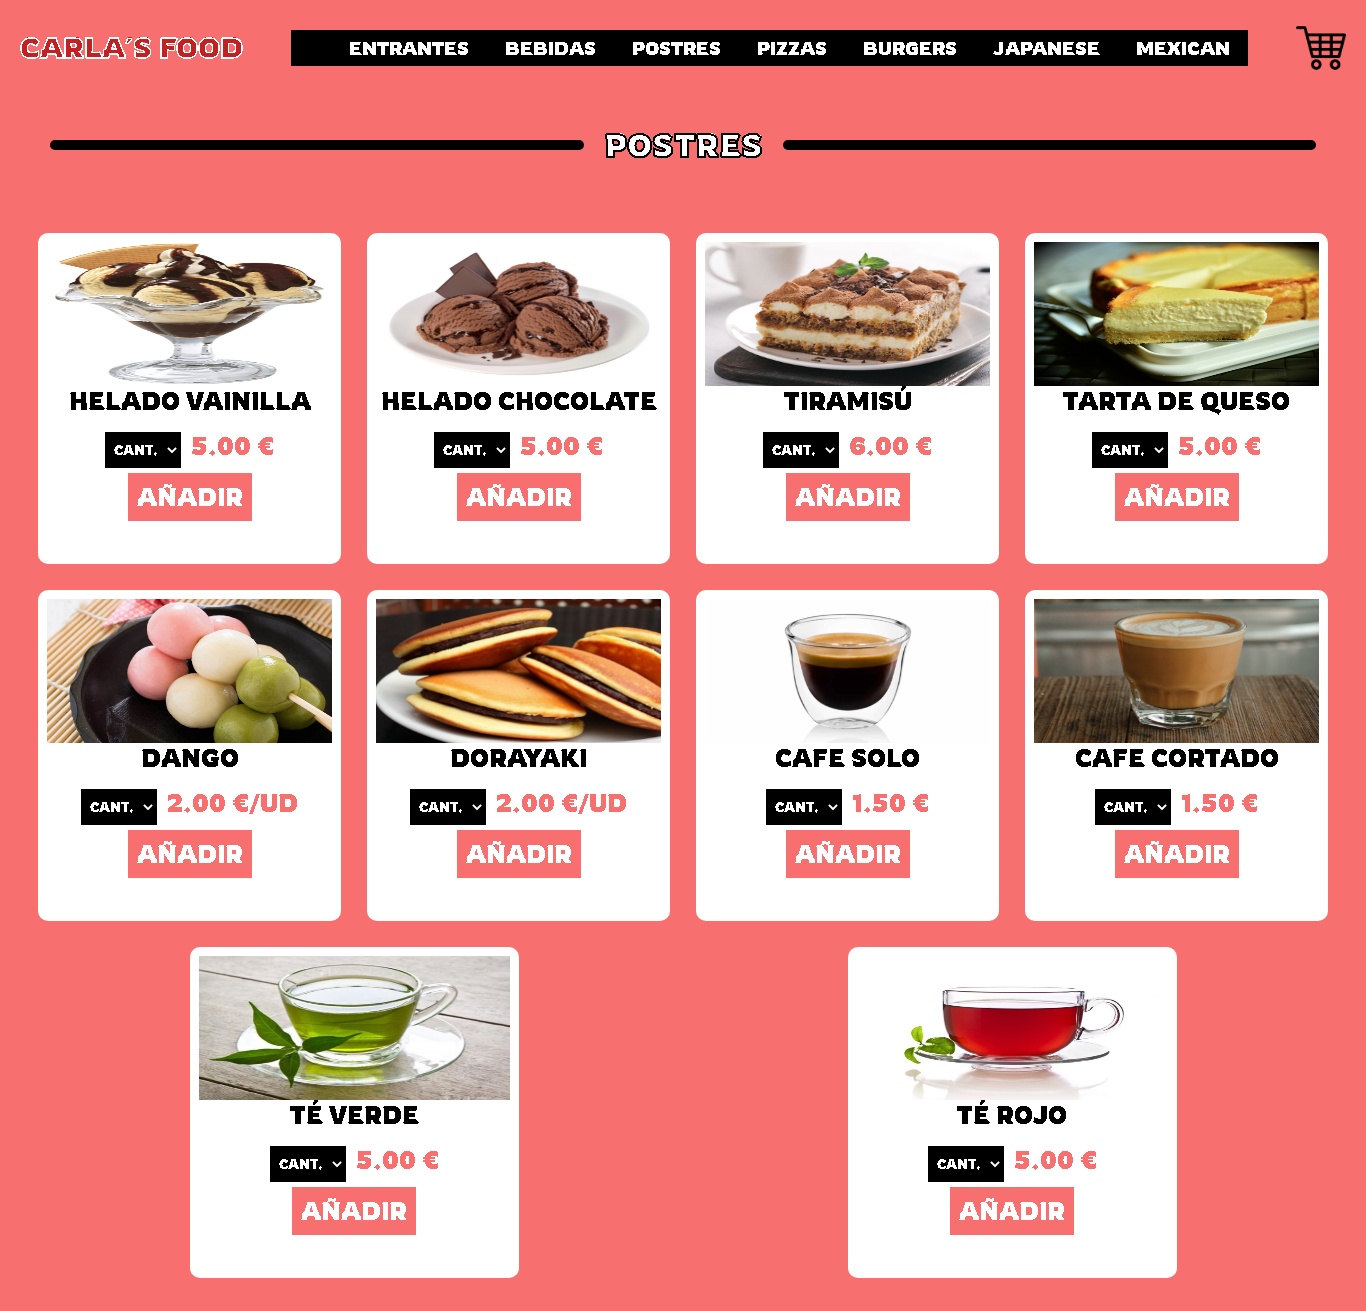 CARLA'S FOOD
ENTRANTES BEBIDAS POSTRES PIZZAS BURGERS JAPANESE MEXICAN
POSTRES
HELADO VAINILLA HELADO CHOCOLATE TIRAMISÚ TARTA DE QUESO
CANT. 5.00 € CANT. 5.00 € CANT. 6.00 € CANT. 5.00 €
AÑADIR AÑADIR AÑADIR AÑADIR
DANGO DORAYAKI CAFE SOLO CAFE CORTADO
CANT. 2.00 €/UD CANT. 2.00 €/UD CANT. 1.50 € CANT. 1.50 €
AÑADIR AÑADIR AÑADIR AÑADIR
TÉ VERDE TÉ ROJO
CANT. 5.00 € CANT. 5.00 €
AÑADIR AÑADIR